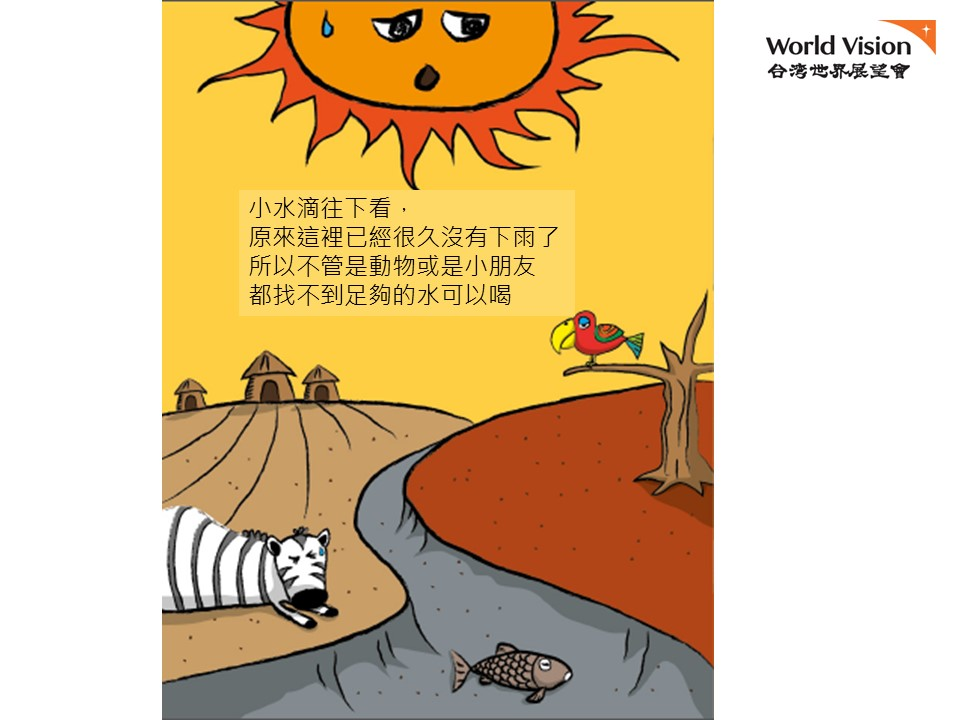 World Vision
台灣世界展望會
小水滴往下看，
原來這裡已經很久沒有下雨了
所以不管是動物或是小朋友
都找不到足夠的水可以喝